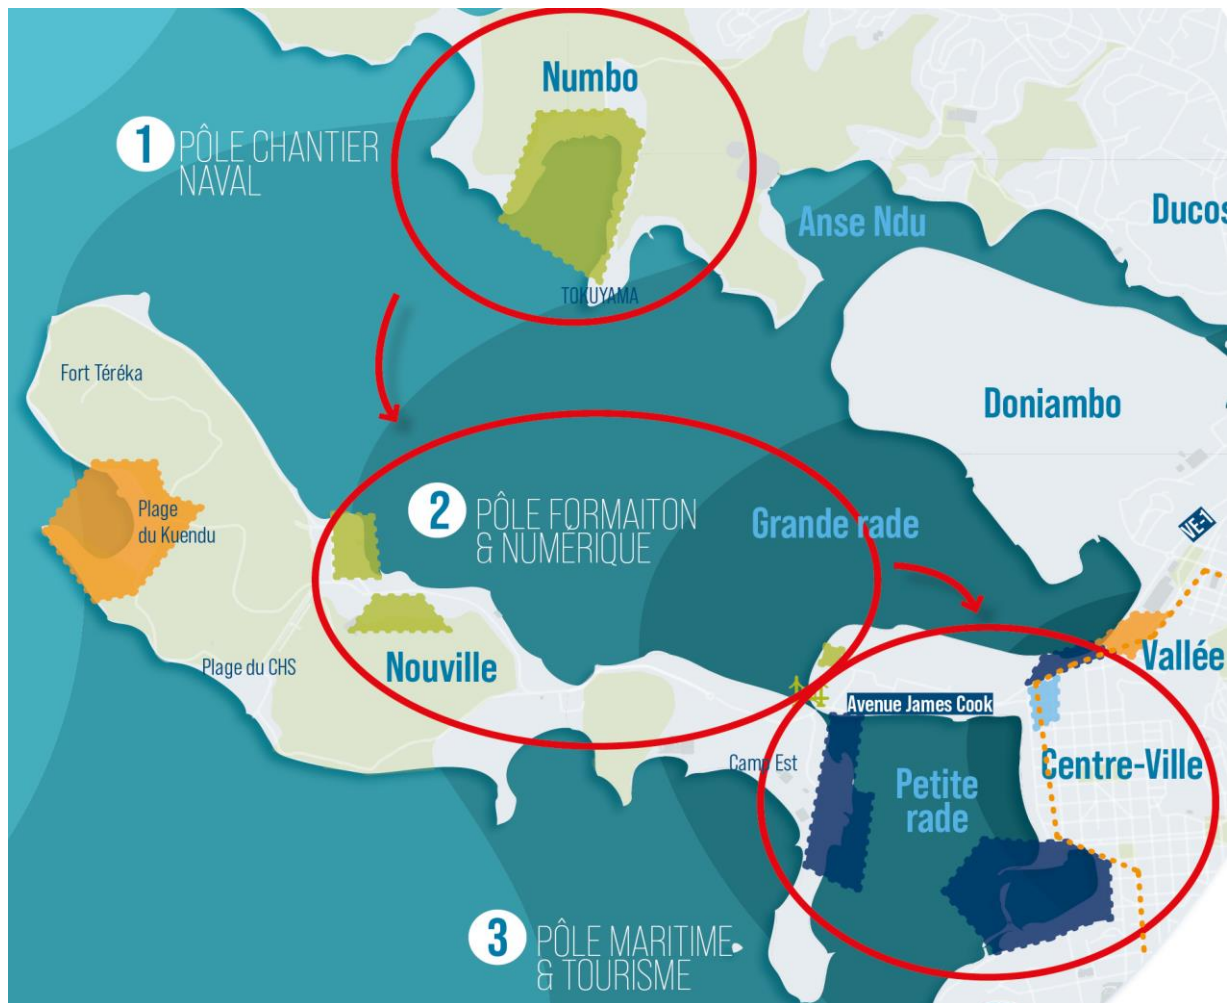 Numbo
1
PÔLE CHANTIER
NAVAL
Ducos
Anse Ndu
TOKUYAMA
Fort Téréka
Doniambo
Plage
du Kuendu
2
PÔLE FORMAITON
& NUMÉRIQUE
Grande rade
VE-1
Plage du CHS
Nouville
Vallée
Avenue James Cook
Camp Est
Centre-Ville
Petite
rade
3
PÔLE MARITIME
& TOURISME